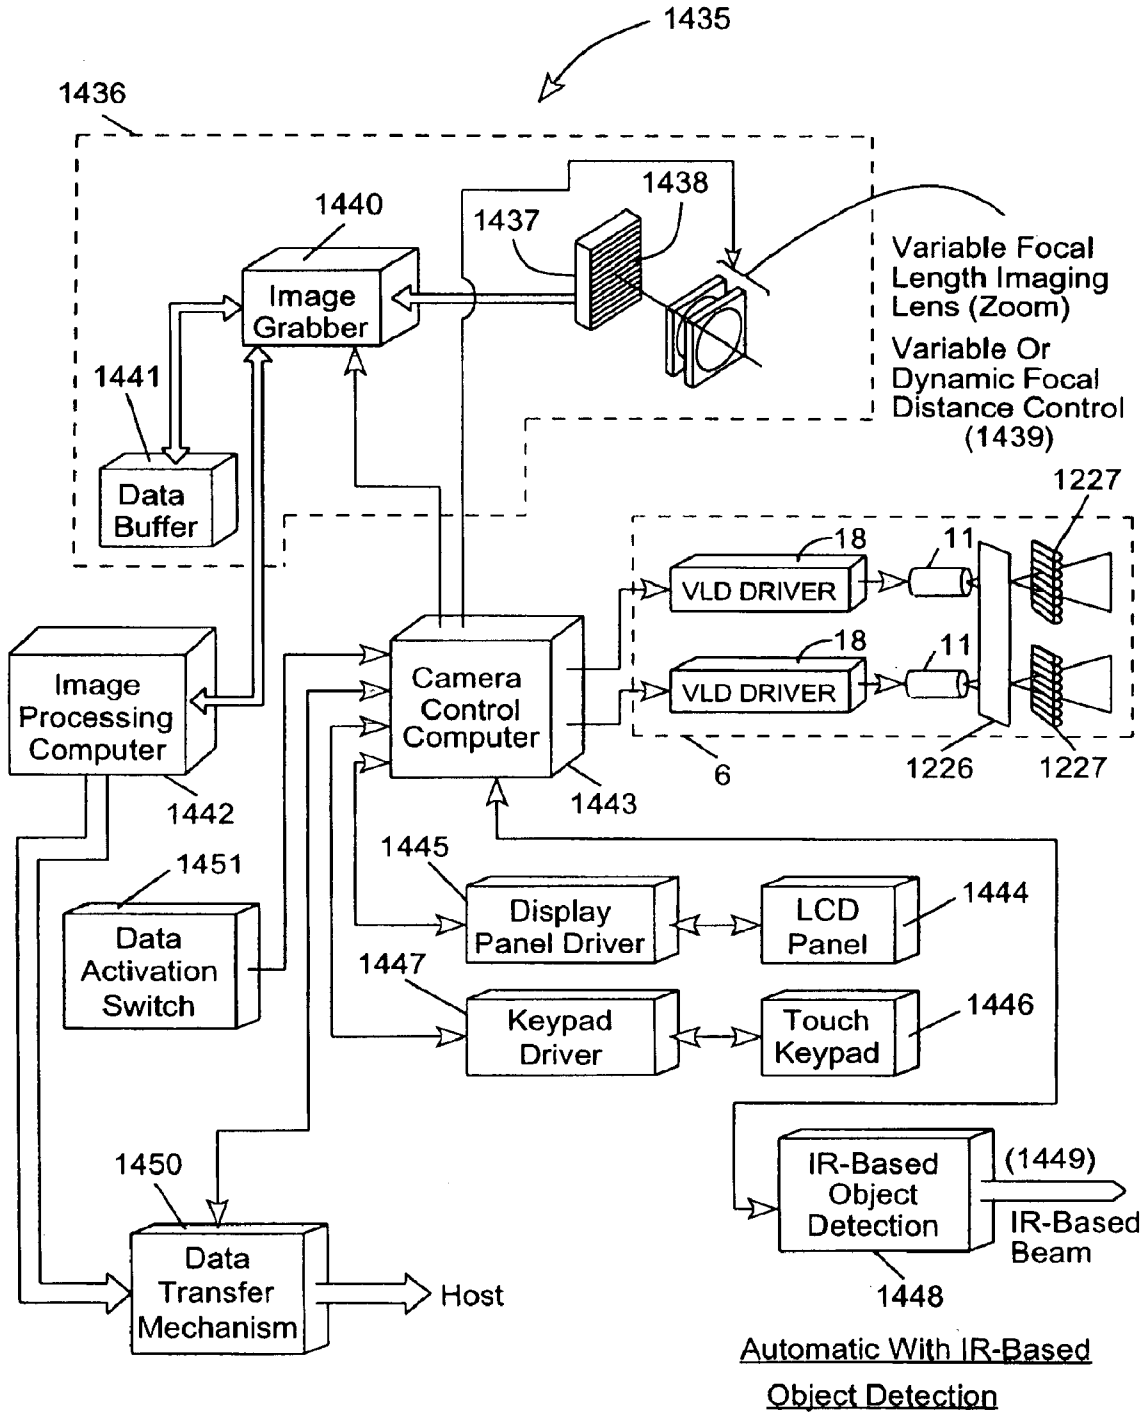 1435
1436
1440
1437
1438
Image
Grabber
Variable Focal
Length Imaging
Lens (Zoom)
Variable Or
Dynamic Focal
Distance Control
(1439)
1441
Data
Buffer
1227
18
11
VLD DRIVER
18
11
VLD DRIVER
Image
Processing
Computer
Camera
Control
Computer
6
1226
1227
1442
1443
1451
Data
Activation
Switch
1445
Display
Panel Driver
LCD
Panel
1444
1447
Keypad
Driver
Touch
Keypad
1446
1450
Data
Transfer
Mechanism
Host
IR-Based
Object
Detection
(1449)
IR-Based
Beam
1448
Automatic With IR-Based
Object Detection